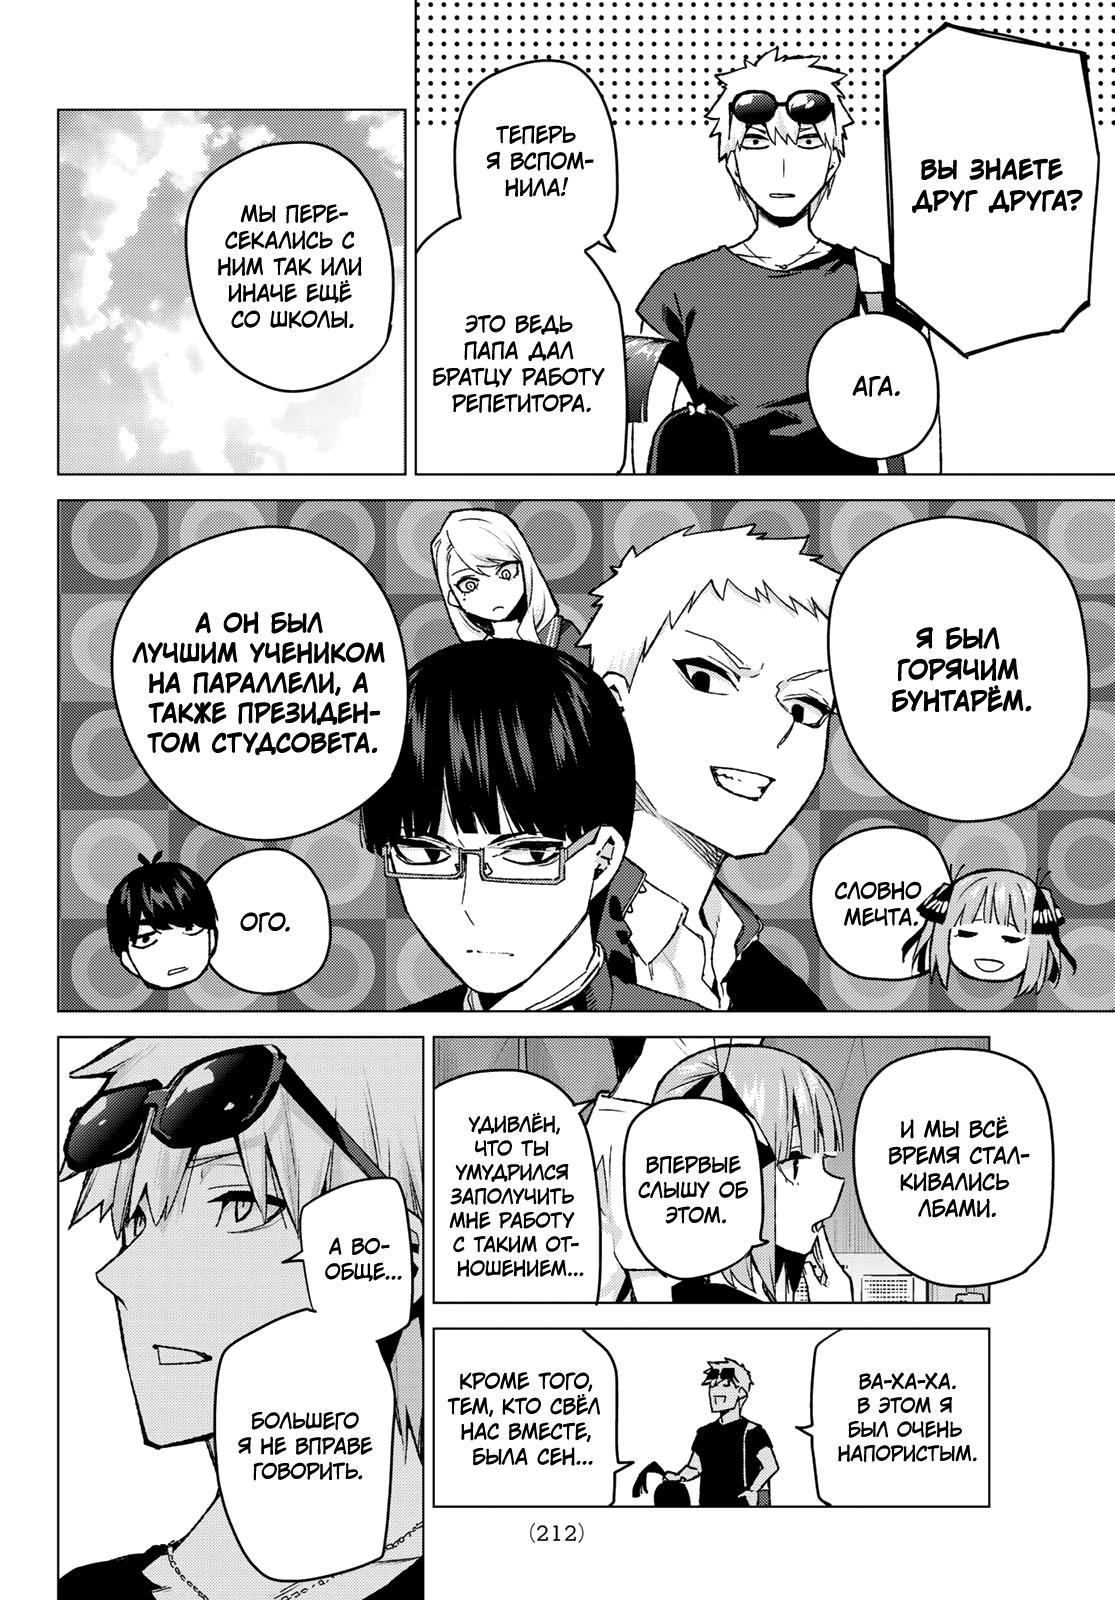 ВЫ ЗНАЕТЕ
ДРУГ ДРУГА?
АГА.
ТЕПЕРЬ
Я ВСПОМ-
НИЛА!
ЭТО ВЕДЬ
ПАПА ДАЛ
БРАТЦУ РАБОТУ
РЕПЕТИТОРА.
МЫ ПЕРЕ-
СЕКАЛИСЬ С
НИМ ТАК ИЛИ
ИНАЧЕ ЕЩЁ
СО ШКОЛЫ.
Я БЫЛ
ГОРЯЧИМ
БУНТАРЁМ.
А ОН БЫЛ
ЛУЧШИМ УЧЕНИКОМ
НА ПАРАЛЛЕЛИ, А
ТАКЖЕ ПРЕЗИДЕН-
ТОМ СТУДСОВЕТА.
СЛОВНО
МЕЧТА.
ОГО.
И МЫ ВСЁ
ВРЕМЯ СТАЛ-
КИВАЛИСЬ
ЛБАМИ.
ВПЕРВЫЕ
СЛЫШУ ОБ
ЭТОМ.
УДИВЛЁН,
ЧТО ТЫ
УМУДРИЛСЯ
ЗАПОЛУЧИТЬ
МНЕ РАБОТУ
С ТАКИМ ОТ-
НОШЕНИЕМ...
ВА-ХА-ХА.
В ЭТОМ Я
БЫЛ ОЧЕНЬ
НАПОРИСТЫМ.
КРОМЕ ТОГО,
ТЕМ, КТО СВЁЛ
НАС ВМЕСТЕ,
БЫЛА СЕН...
А ВО-
ОБЩЕ...
БОЛЬШЕГО
Я НЕ ВПРАВЕ
ГОВОРИТЬ.
(212)